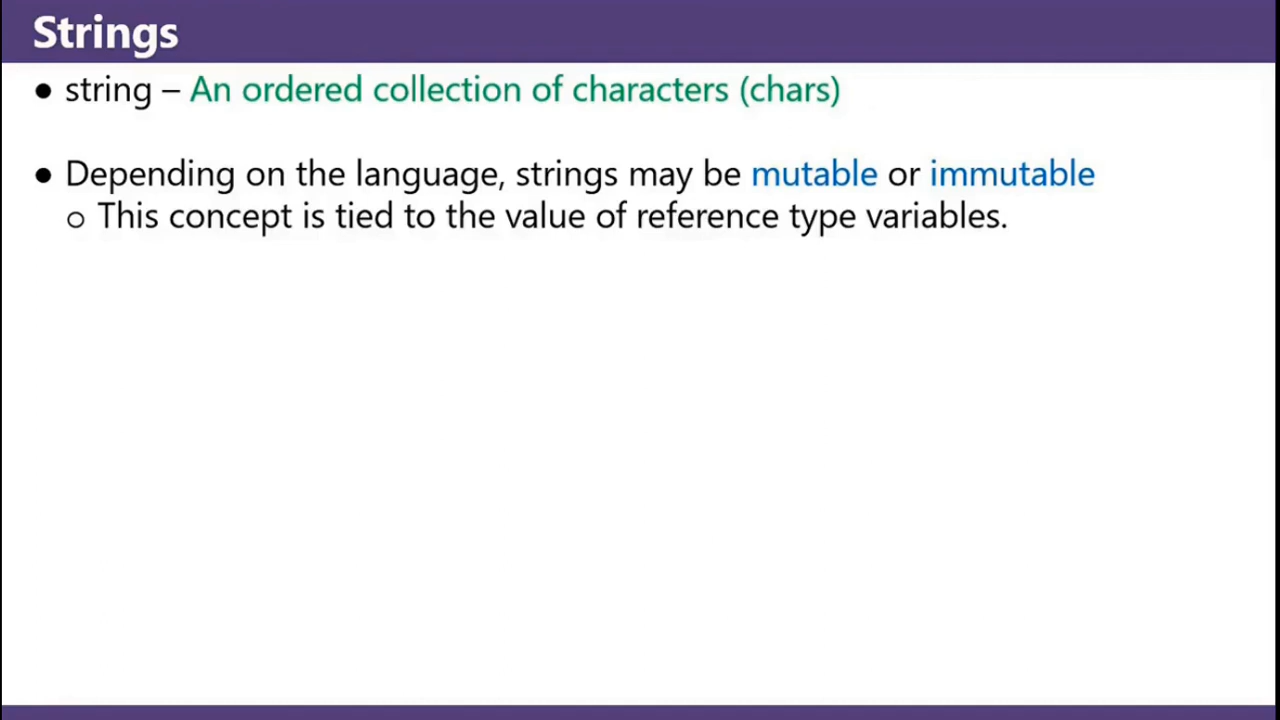 Strings
● string – An ordered collection of characters (chars)
● Depending on the language, strings may be mutable or immutable
○ This concept is tied to the value of reference type variables.